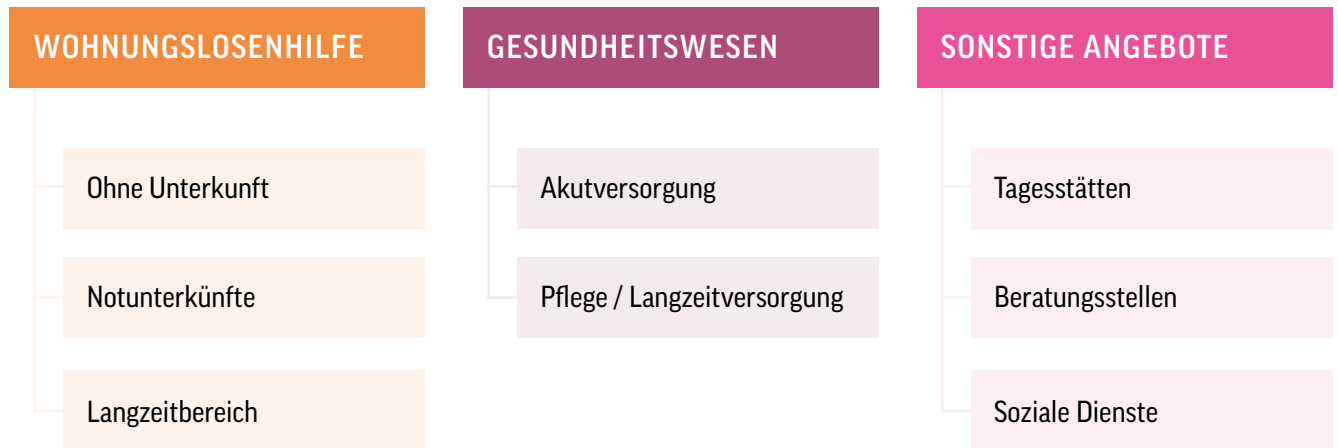 WOHNUNGSLOSENHILFE
Ohne Unterkunft
Notunterkünfte
Langzeitbereich
GESUNDHEITSWESEN
Akutversorgung
Pflege / Langzeitversorgung
SONSTIGE ANGEBOTE
Tagesstätten
Beratungsstellen
Soziale Dienste